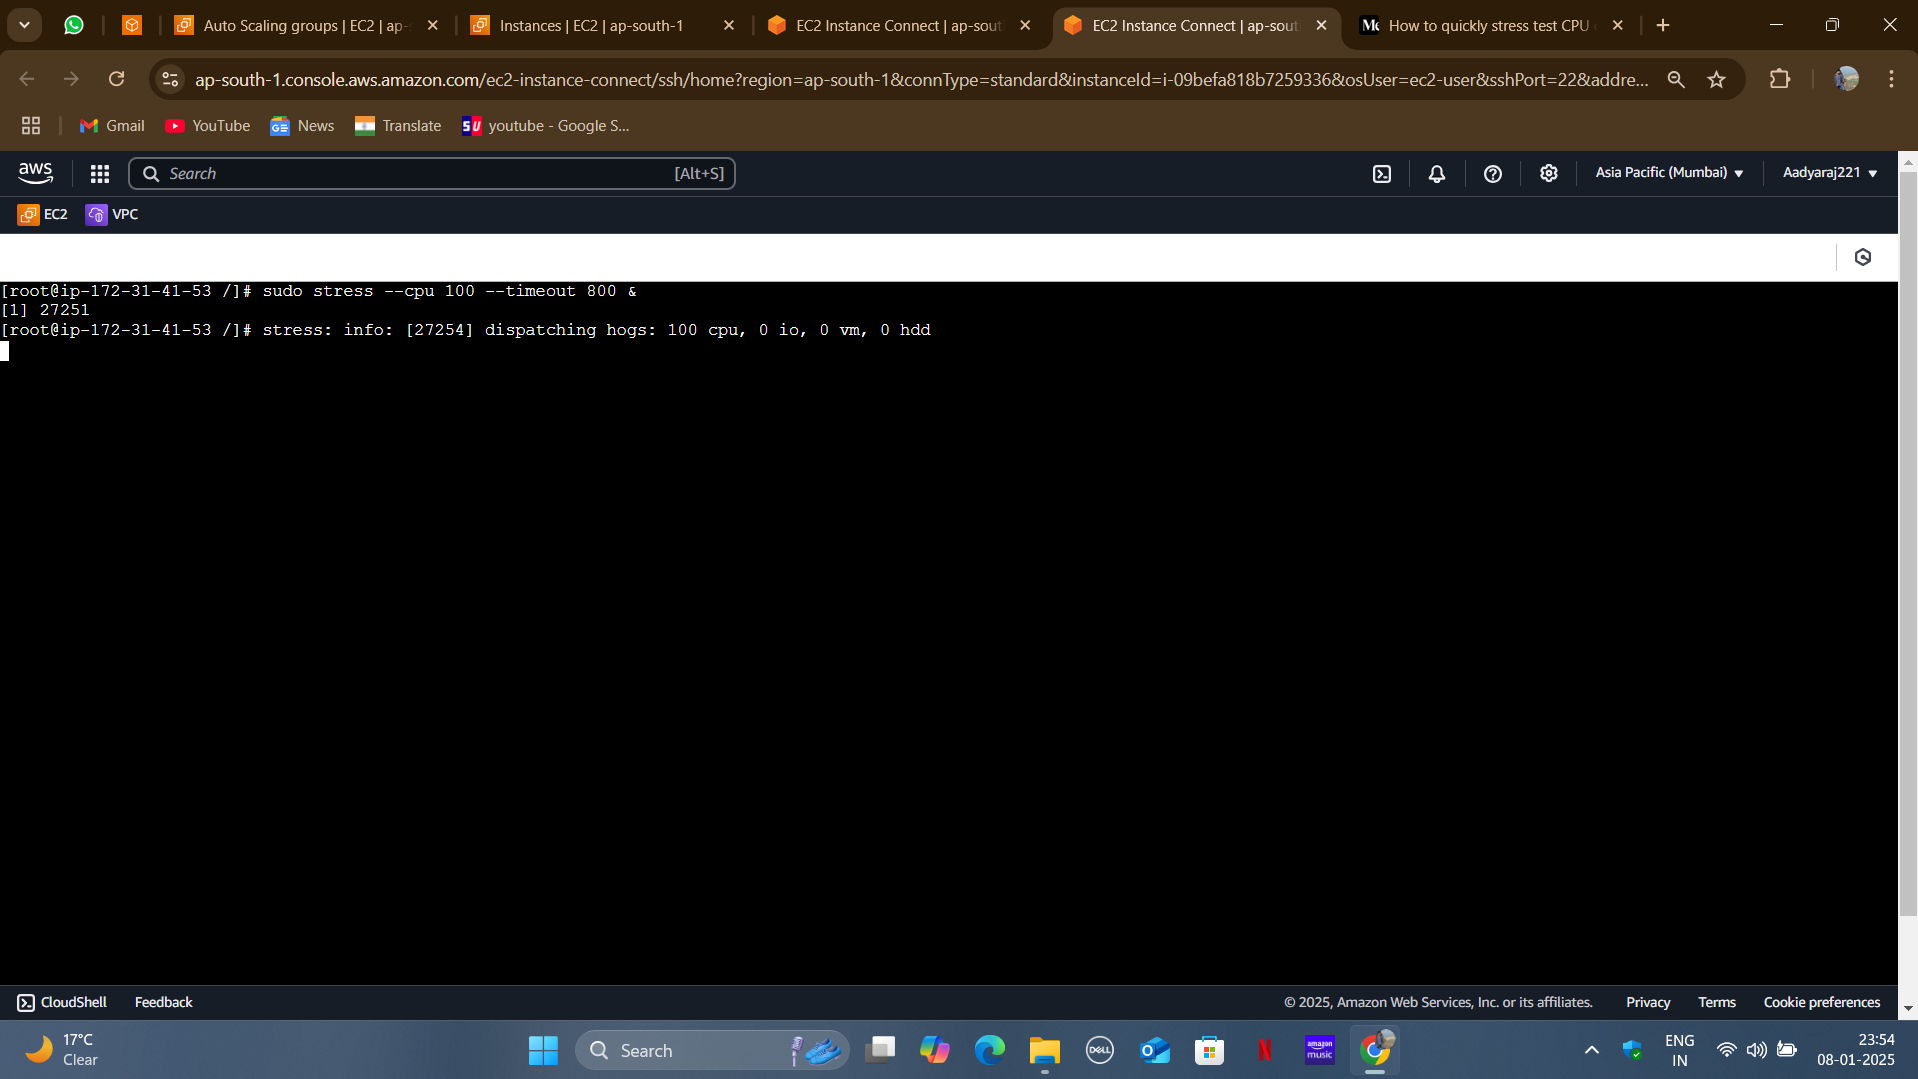 Auto Scaling groups | EC2 | ap-
Instances | EC2 | ap-south-1
EC2 Instance Connect | ap-sout
EC2 Instance Connect | ap-sout
How to quickly stress test CPU
ap-south-1.console.aws.amazon.com/ec2-instance-connect/ssh/home?region=ap-south-1&connType=standard&instanceId=i-09befa818b7259336&osUser=ec2-user&sshPort=22&addre...
Gmail
YouTube
GE
News
Translate
SU
youtube - Google S...
aws
Search
[Alt+S]
Asia Pacific (Mumbai)
Aadyaraj221
EC2
VPC
[root@ip-172-31-41-53 /]# sudo stress --cpu 100 --timeout 800 &
[1] 27251
[root@ip-172-31-41-53 /]# stress: info: [27254] dispatching hogs: 100 cpu, 0 io, 0 vm, 0 hdd
CloudShell
Feedback
© 2025, Amazon Web Services, Inc. or its affiliates.
Privacy
Terms
Cookie preferences
17°C
Clear
Search
DELL
amazon
music
ENG
IN
23:54
08-01-2025